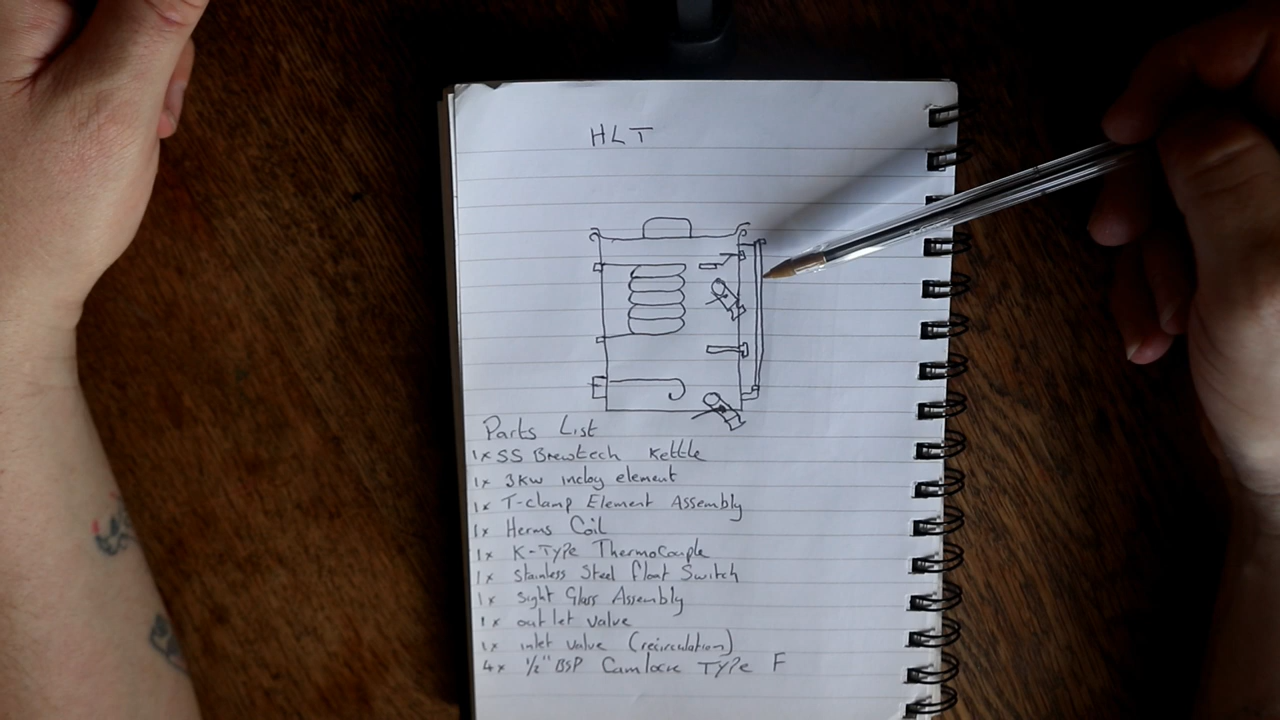 HLT
Parts List
1x SS Brewtech Kettle
1x 3kw incloy element
1x T-clamp Element Assembly
1x Herms Coil
1x K-Type Thermocouple
1x Stainless Steel float Switch
1x Sight Glass Assembly
1x outlet valve
1x inlet valve (recirculation)
4x 1/2" BSP Camlock TYPE F